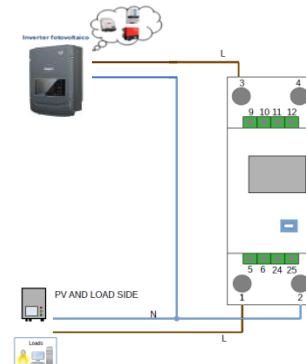 Inverter fotovoltaico
L
3 4
9 10 11 12
5 6 24 25
PV AND LOAD SIDE
1 2
N
L
Loads